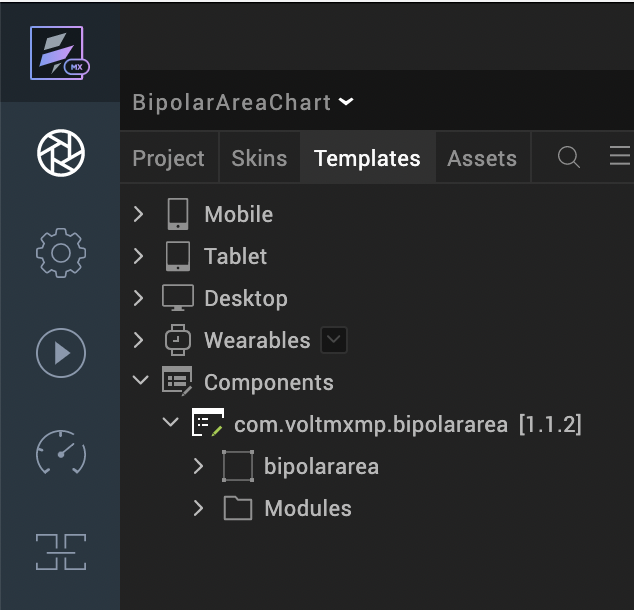 MX
BipolarAreaChart
Project Skins Templates Assets
Mobile
Tablet
Desktop
Wearables
Components
com.voltmxmp.bipolararea [1.1.2]
bipolararea
Modules